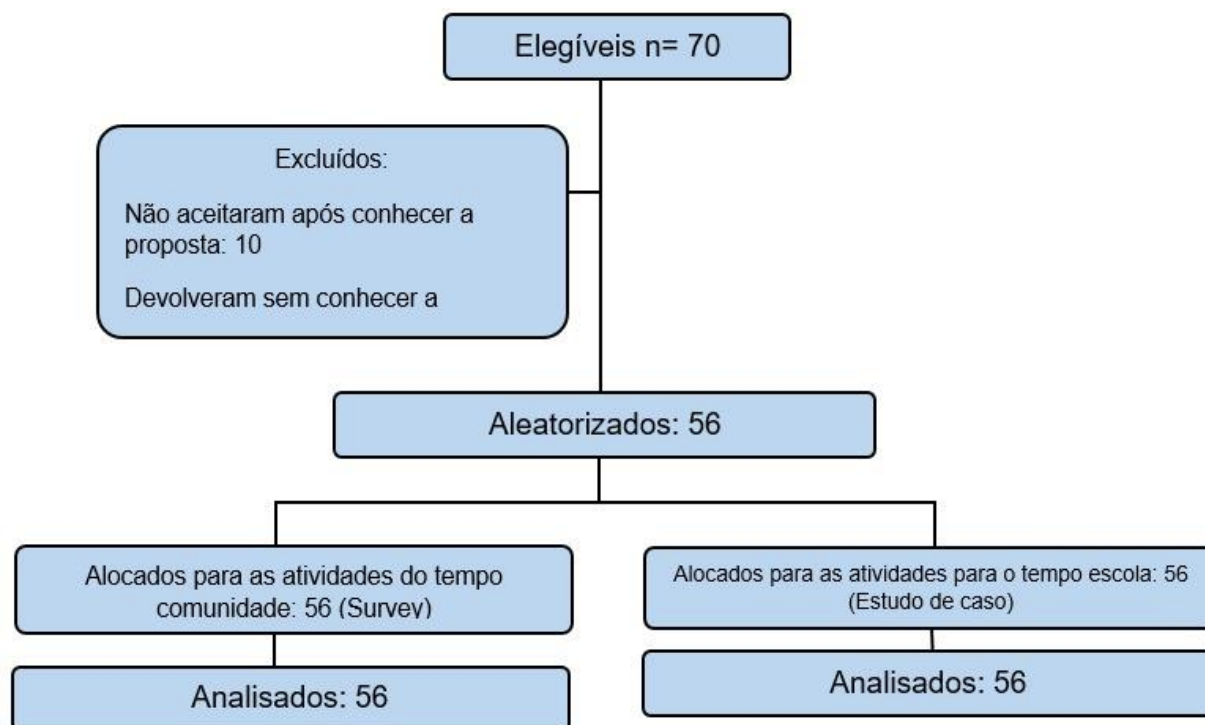 Elegíveis n= 70
Excluídos:
Não aceitaram após conhecer a
proposta: 10
Devolveram sem conhecer a
Aleatorizados: 56
Alocados para as atividades do tempo
comunidade: 56 (Survey)
Alocados para as atividades para o tempo escola: 56
(Estudo de caso)
Analisados: 56
Analisados: 56